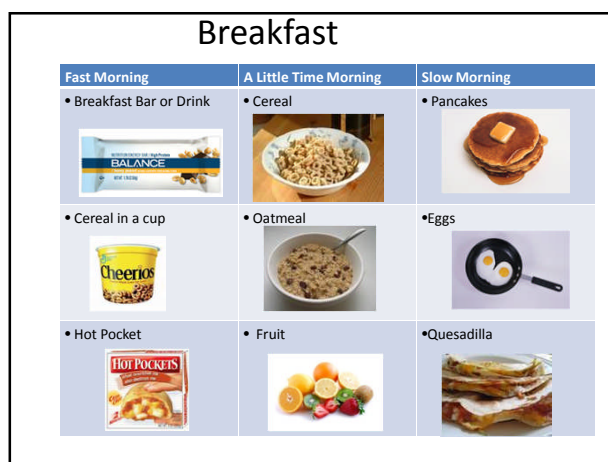 Breakfast
Fast Morning
A Little Time Morning
Slow Morning
• Breakfast Bar or Drink
• Cereal
• Pancakes
BALANCE
• Cereal in a cup
• Oatmeal
•Eggs
Cheerios
• Hot Pocket
• Fruit
•Quesadilla
HOT POCKETS